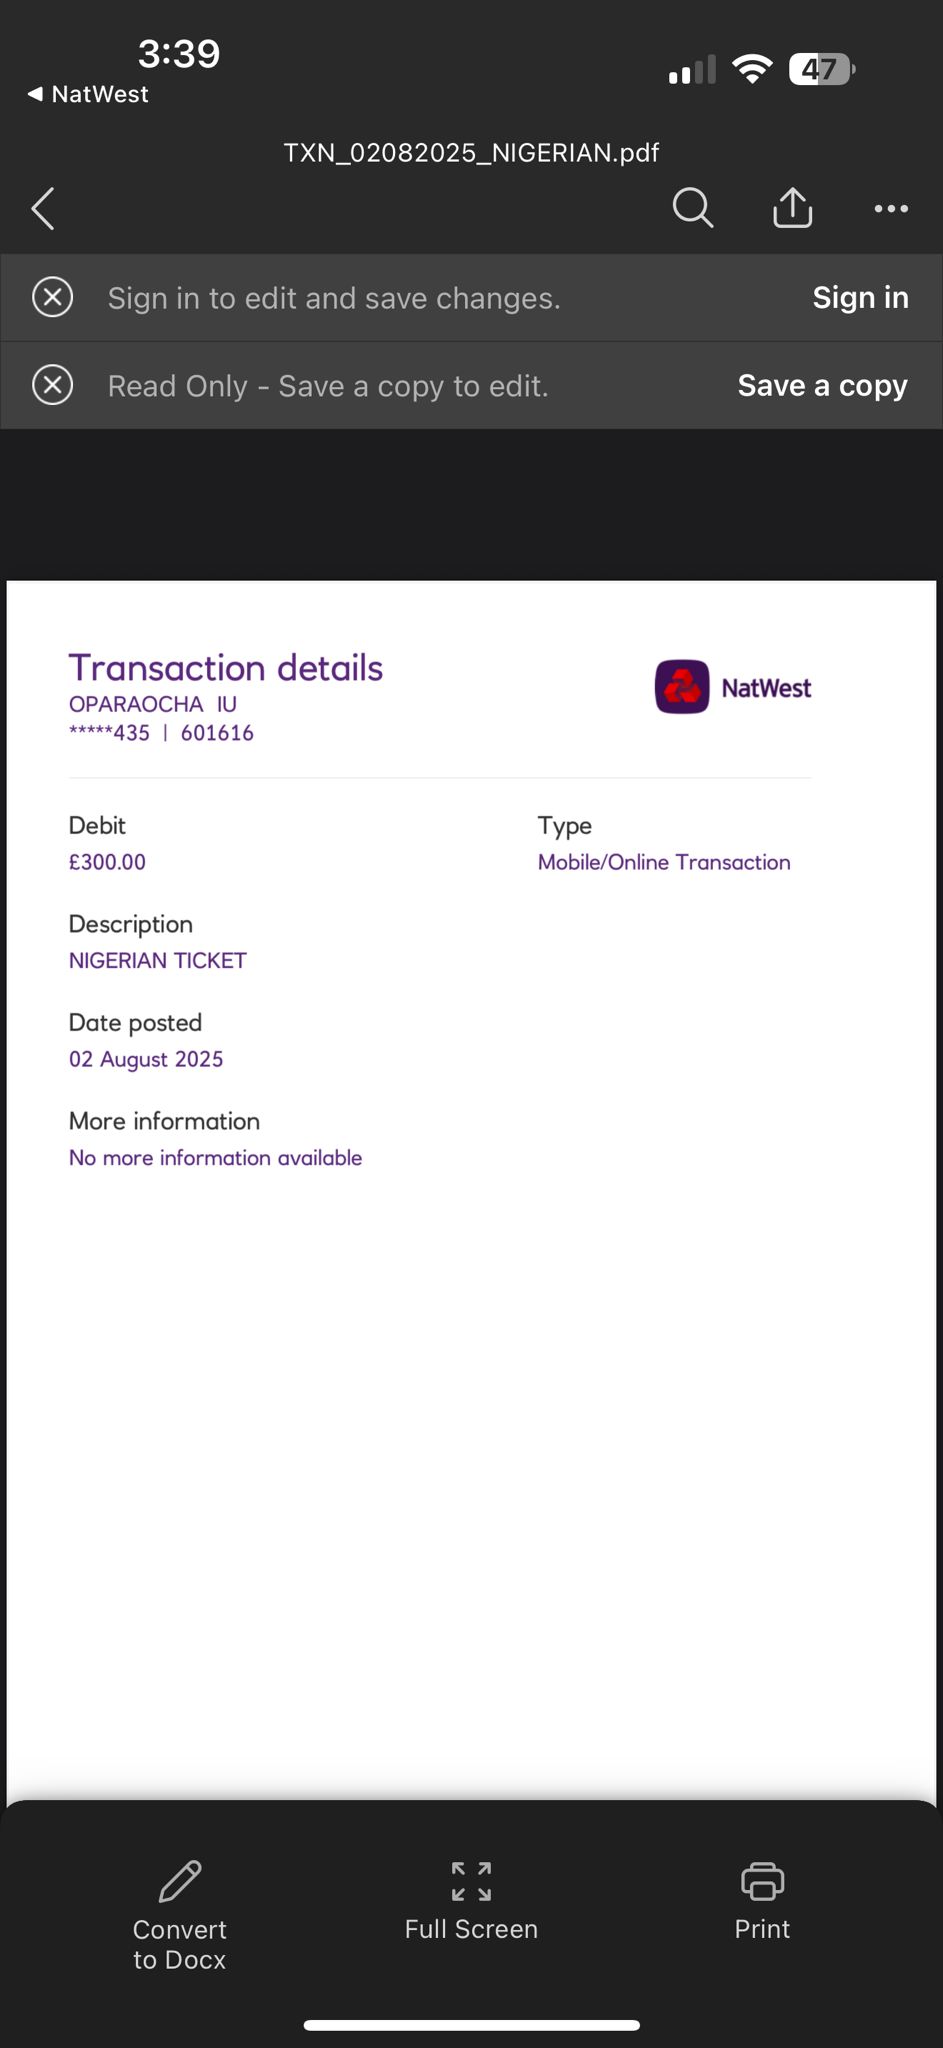 3:39
47
◀ NatWest
TXN_02082025_NIGERIAN.pdf
Sign in to edit and save changes.
Sign in
Read Only - Save a copy to edit.
Save a copy
Transaction details
NatWest
OPARAOCHA IU
*****435 | 601616
Debit
Type
£300.00
Mobile/Online Transaction
Description
NIGERIAN TICKET
Date posted
02 August 2025
More information
No more information available
Convert
to Docx
Full Screen
Print